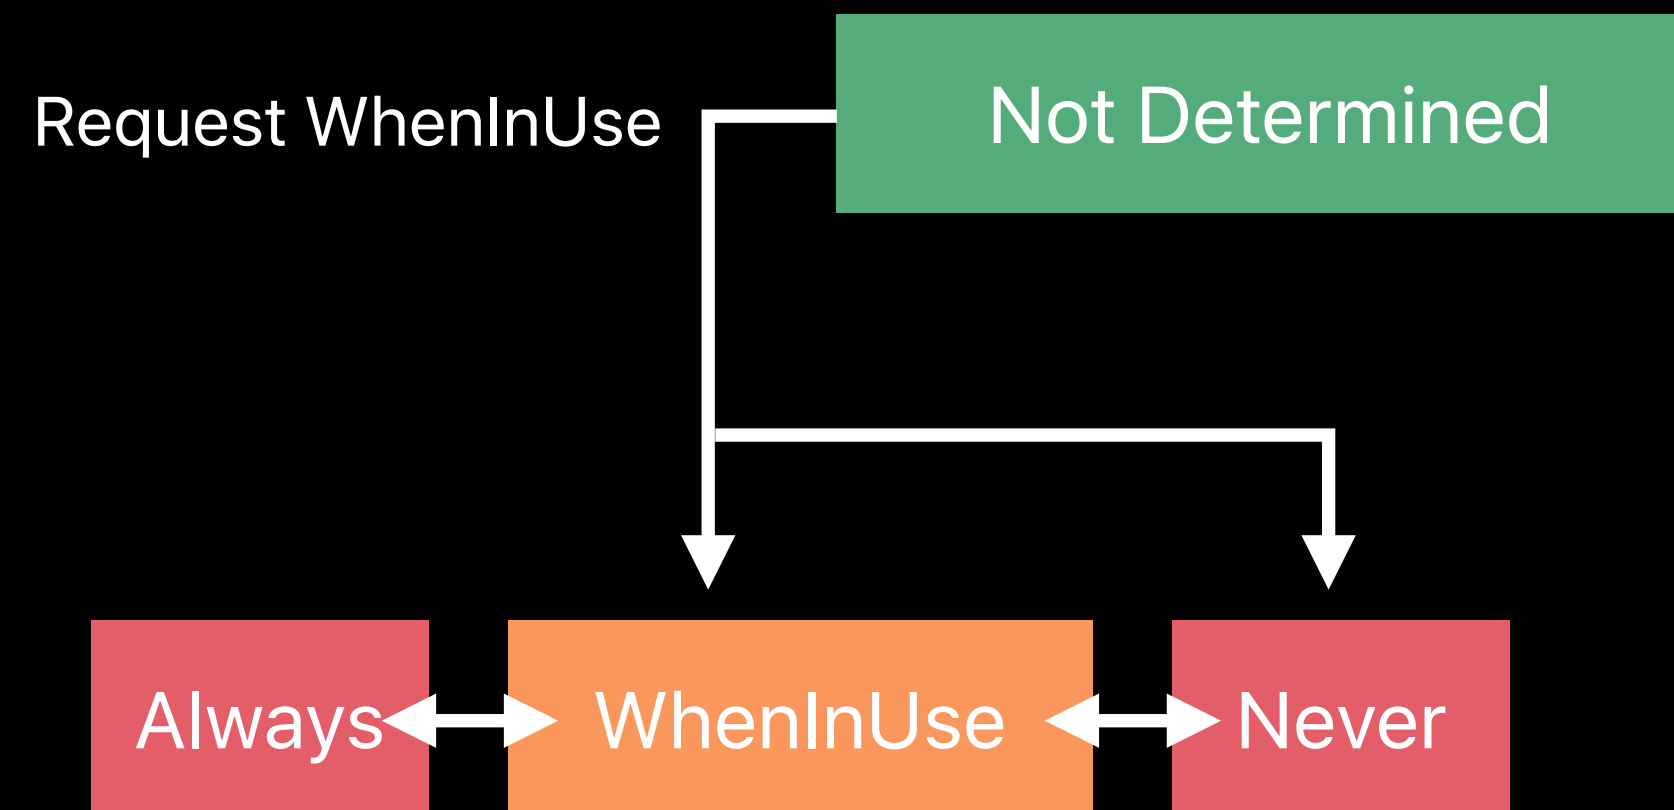 Request WhenInUse
Not Determined
Always
WhenInUse
Never